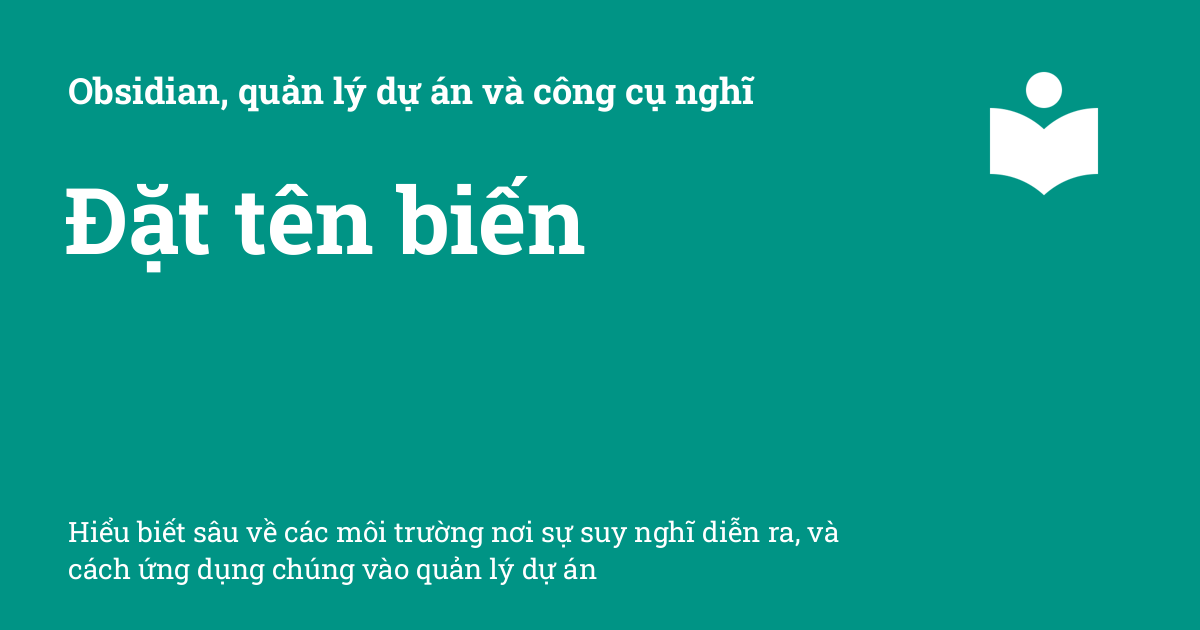 Obsidian, quản lý dự án và công cụ nghĩ
Đặt tên biến
Hiểu biết sâu về các môi trường nơi sự suy nghĩ diễn ra, và
cách ứng dụng chúng vào quản lý dự án